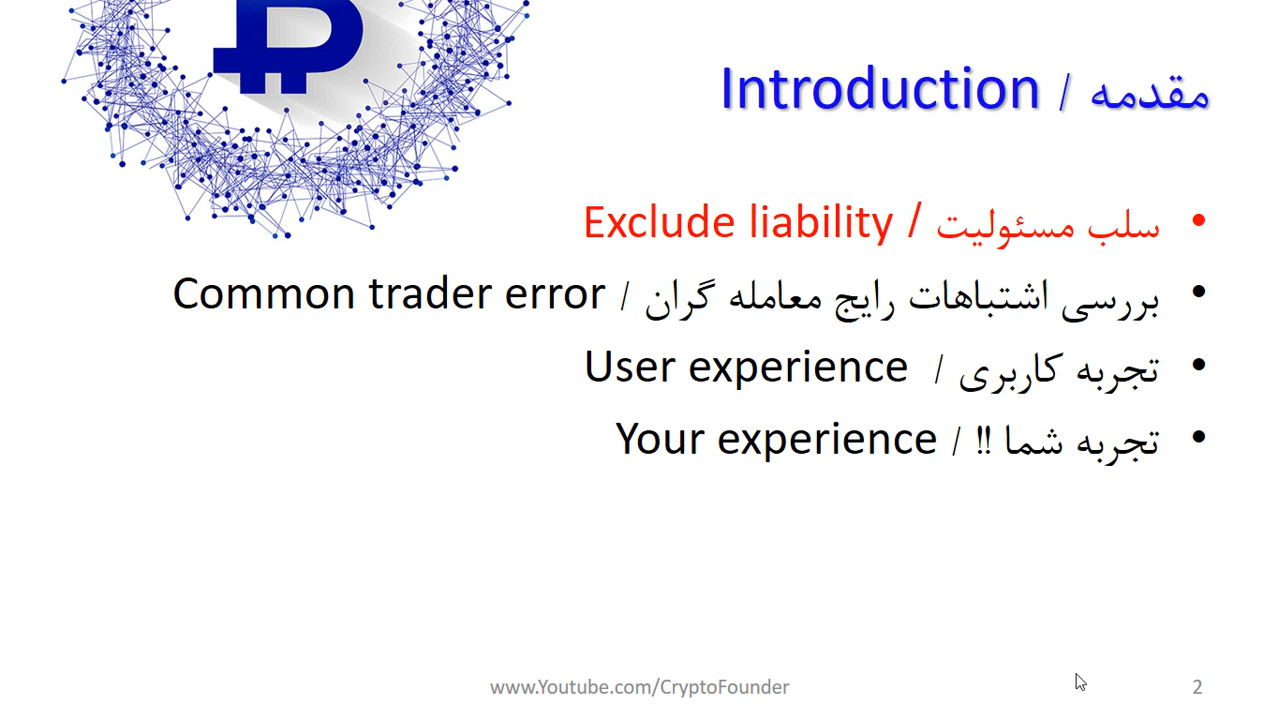 مقدمه / Introduction
• سلب مسئولیت / Exclude liability
• بررسی اشتباهات رایج معامله گران / Common trader error
• تجربه کاربری / User experience
• تجربه شما !! / Your experience
www.Youtube.com/CryptoFounder
2